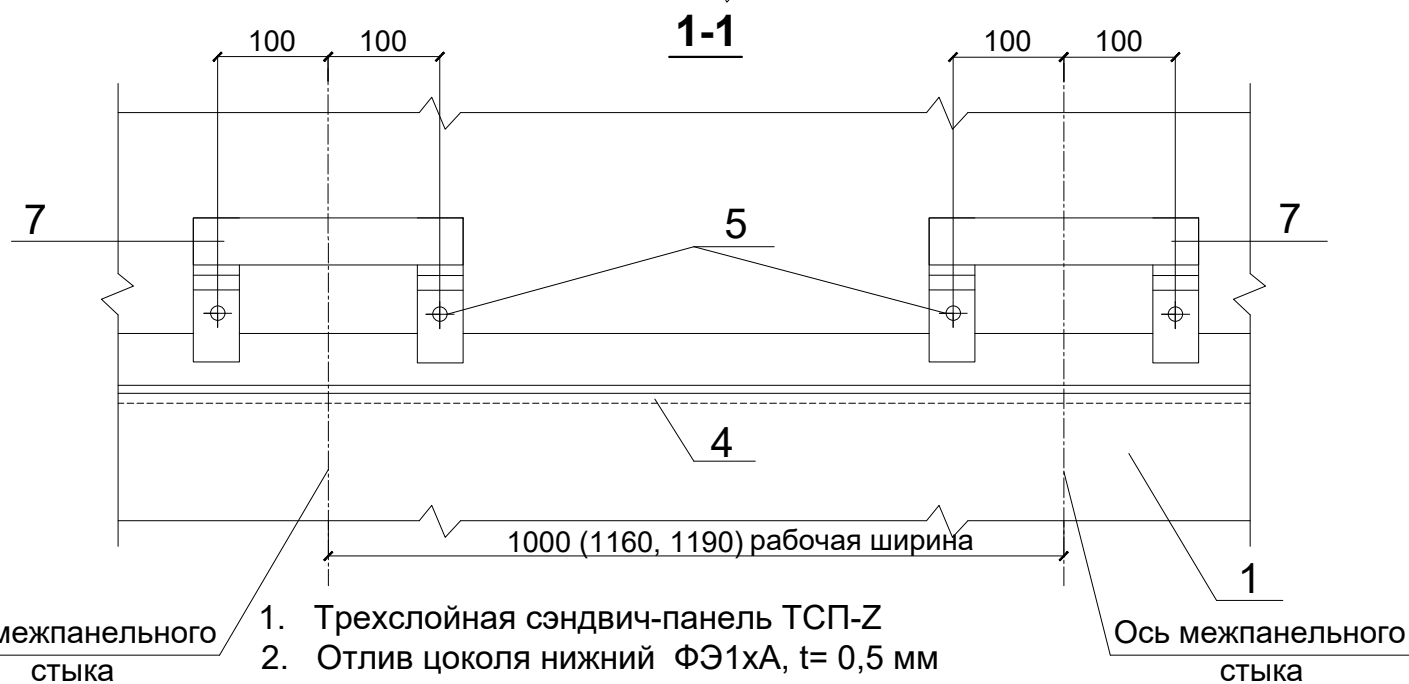 1-1
100 100 100 100
7 5 7
4
1000 (1160, 1190) рабочая ширина
1
межпанельного
стыка
1. Трехслойная сэндвич-панель ТСП-Z
2. Отлив цоколя нижний ФЭ1хА, t= 0,5 мм
Ось межпанельного
стыка